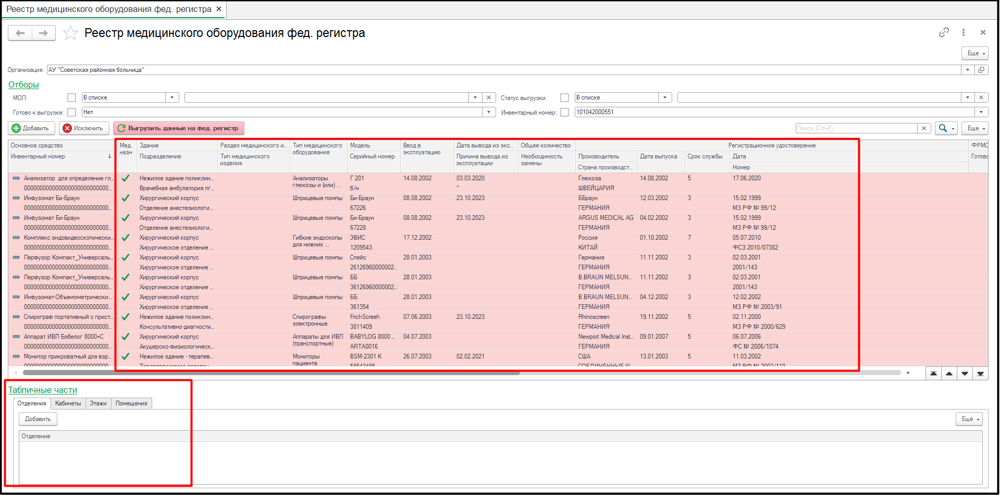 Реестр медицинского оборудования фед. регистра ×
Реестр медицинского оборудования фед. регистра
Еще
Организация: АУ "Советская районная больница"
Отборы
МОЛ: В списке Статус выгрузки: В списке
Готово к выгрузке: Нет Инвентарный номер: 101042000551
Добавить Исключить Выгрузить данные на фед. регистр Поиск (Ctrl+F) Еще
Основное средство Мед. назн Здание Раздел медицинского и... Тип медицинского оборудования Модель Ввод в эксплуатацию Дата вывода из экс... Общее количество Регистрационное удостоверение ФРМС
Инвентарный номер ↓ Подразделение Тип медицинского изделия Серийный номер Причина вывода из эксплуатации Необходимость замены Производитель Дата выпуска Срок службы Дата Готовс
Страна производст... Номер
Анализатор для определение гл... Нежилое здание поликлин... Анализаторы глюкозы и (или) ... Г 201 14.08.2002 03.03.2020 Глюкоза 14.08.2002 5 17.06.2020
0000000000000000000000000... Врачебная амбулатория пг... б/н " ШВЕЙЦАРИЯ
Инфузомат Би-Браун Хирургический корпус Шприцевые помпы Би-Браун 08.08.2002 23.10.2023 ББраун 12.03.2002 3 15.02.1999
0000000000000000000000000... Отделение анестезиологи... 67226 ГЕРМАНИЯ МЗ РФ № 99/12
Инфузомат Би-Браун Хирургический корпус Шприцевые помпы Би-Браун 08.08.2002 23.10.2023 ARGUS MEDICAL AG 04.02.2002 3 15.02.1999
0000000000000000000000000... Отделение анестезиологи... 67228 ГЕРМАНИЯ МЗ РФ № 99/12
Комплекс эндовидеоскопически... Хирургический корпус Гибкие эндоскопы для нижних ... ЭВИС 17.12.2002 Россия 01.10.2002 7 05.07.2010
0000000000000000000000000... Хирургическое отделение ... 1209543 КИТАЙ ФСЗ 2010/07382
Перфузор Компакт_Универсаль... Хирургический корпус Шприцевые помпы Спейс 28.01.2003 Германия 11.11.2002 3 02.03.2001
0000000000000000000000000... Хирургическое отделение ... 26126960000002... ГЕРМАНИЯ 2001/143
Перфузор Компакт_Универсаль... Хирургический корпус Шприцевые помпы ББ 28.01.2003 B.BRAUN MELSUN... 11.11.2002 3 02.03.2001
0000000000000000000000000... Хирургическое отделение ... 36126960000002... ГЕРМАНИЯ 2001/143
Инфузомат-Объемометрически... Хирургический корпус Шприцевые помпы ББ 28.01.2003 B.BRAUN MELSUN... 04.12.2002 3 12.02.2002
0000000000000000000000000... Хирургическое отделение ... 361354 ГЕРМАНИЯ МЗ РФ № 2003/91
Спирограф портативный с прист... Нежилое здание поликлин... Спирографы электронные FrichScreeh 07.06.2003 23.10.2023 Rhinoscreen 19.11.2002 5 02.11.2000
0000000000000000000000000... Консультативно-диагности... 3811409 ГЕРМАНИЯ МЗ РФ № 2000/629
Аппарат ИВЛ Бэбелог 8000+С Хирургический корпус Аппараты для ИВЛ (транспортные) BABYLOG 8000 ... 04.07.2003 Newport Medical Inst... 09.01.2007 5 06.07.2006
0000000000000000000000000... Акушерско-физиологическ... ARTA0016 ГЕРМАНИЯ ФС № 2006/1074
Монитор прикроватный для взр... Нежилое здание - терапев... Мониторы пациента BSM-2301 K 26.07.2003 02.02.2021 США 13.01.2003 5 11.03.2002
0000000000000000000000000... Терапевтическое отделен... 58543485 СОЕДИНЕННЫЕ Ш... МЗ РФ № 2002/110
Табличные части
Отделения Кабинеты Этажи Помещения
Добавить Еще
Отделение